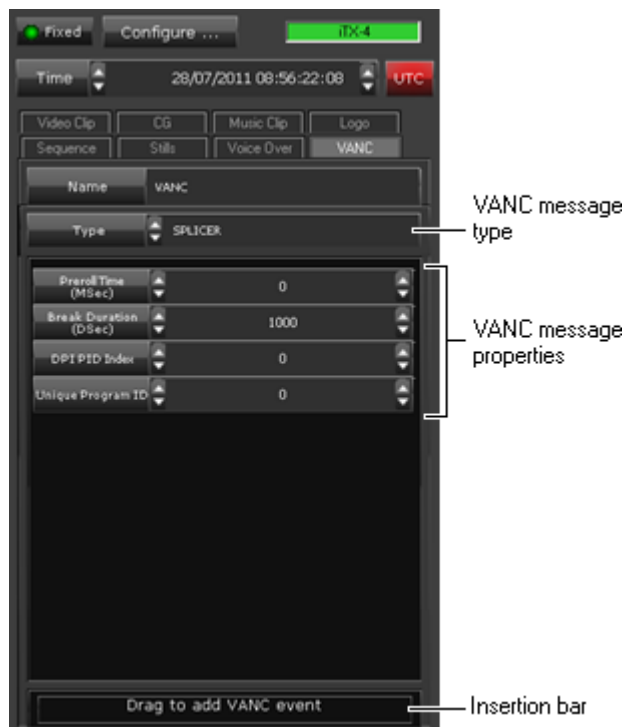 Fixed
Configure ...
iTX-4
Time
28/07/2011 08:56:22:08
UTC
Video Clip
CG
Music Clip
Logo
Sequence
Stills
Voice Over
VANC
Name
VANC
Type
SPLICER
VANC message
type
Preroll Time
(MSec)
0
Break Duration
(DSec)
1000
DPI PID Index
0
Unique Program ID
0
VANC message
properties
Drag to add VANC event
Insertion bar